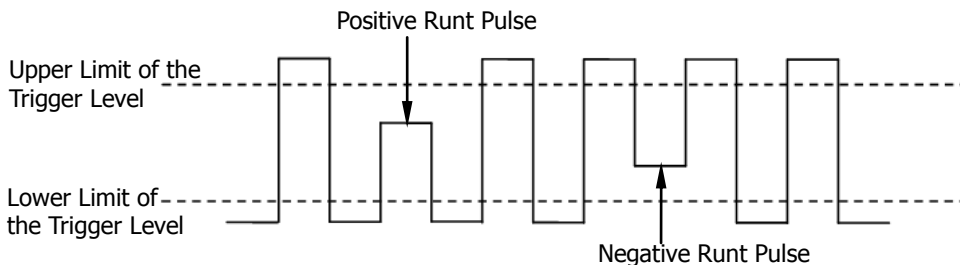 Positive Runt Pulse
Upper Limit of the
Trigger Level
Lower Limit of
the Trigger Level
Negative Runt Pulse